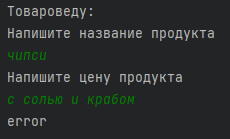 Товароведу:
Напишите название продукта
чипси
Напишите цену продукта
с солью и крабом
error